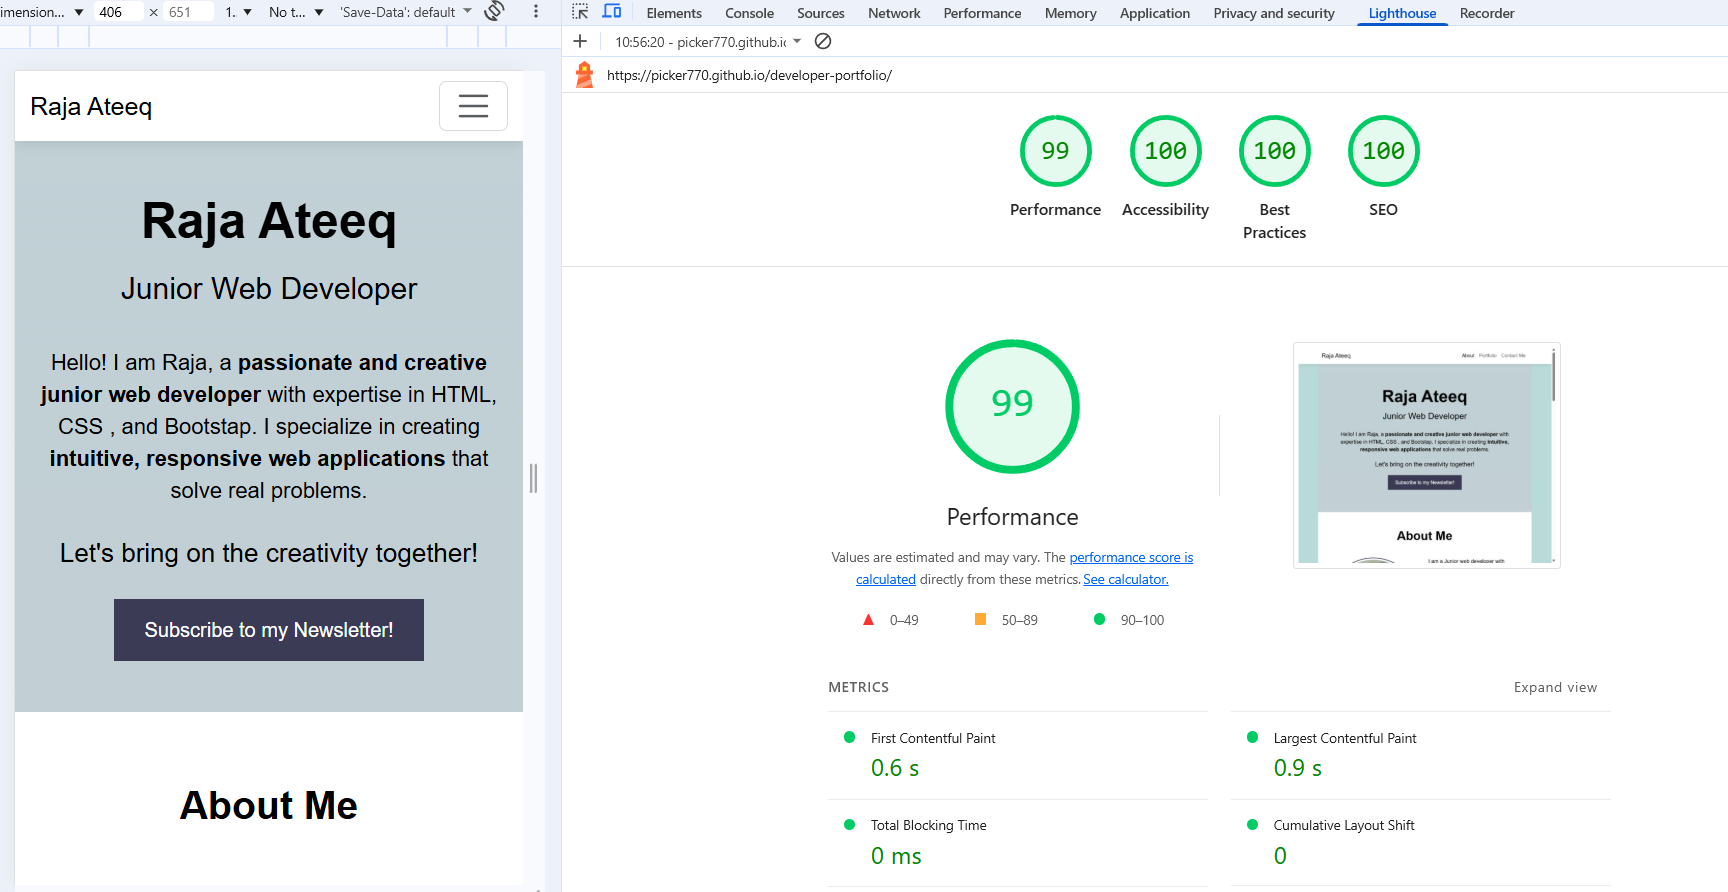 imension... 406 × 651 1.. No t... 'Save-Data': default
Elements Console Sources Network Performance Memory Application Privacy and security Lighthouse Recorder
10:56:20 - picker770.github.ic
https://picker770.github.io/developer-portfolio/
Raja Ateeq
Raja Ateeq
Junior Web Developer
Hello! I am Raja, a passionate and creative
junior web developer with expertise in HTML,
CSS , and Bootstap. I specialize in creating
intuitive, responsive web applications that
solve real problems.
Let's bring on the creativity together!
Subscribe to my Newsletter!
About Me
99 100 100 100
Performance Accessibility Best Practices SEO
99
Performance
Values are estimated and may vary. The performance score is
calculated directly from these metrics. See calculator.
0–49 50–89 90–100
Raja Ateeq About Portfolio Contact Me
Raja Ateeq
Junior Web Developer
Hello! I am Raja, a passionate and creative junior web developer with
expertise in HTML, CSS , and Bootstap. I specialize in creating intuitive,
responsive web applications that solve real problems.
Let's bring on the creativity together!
Subscribe to my Newsletter!
About Me
I am a Junior web developer with
METRICS Expand view
First Contentful Paint
0.6 s
Largest Contentful Paint
0.9 s
Total Blocking Time
0 ms
Cumulative Layout Shift
0